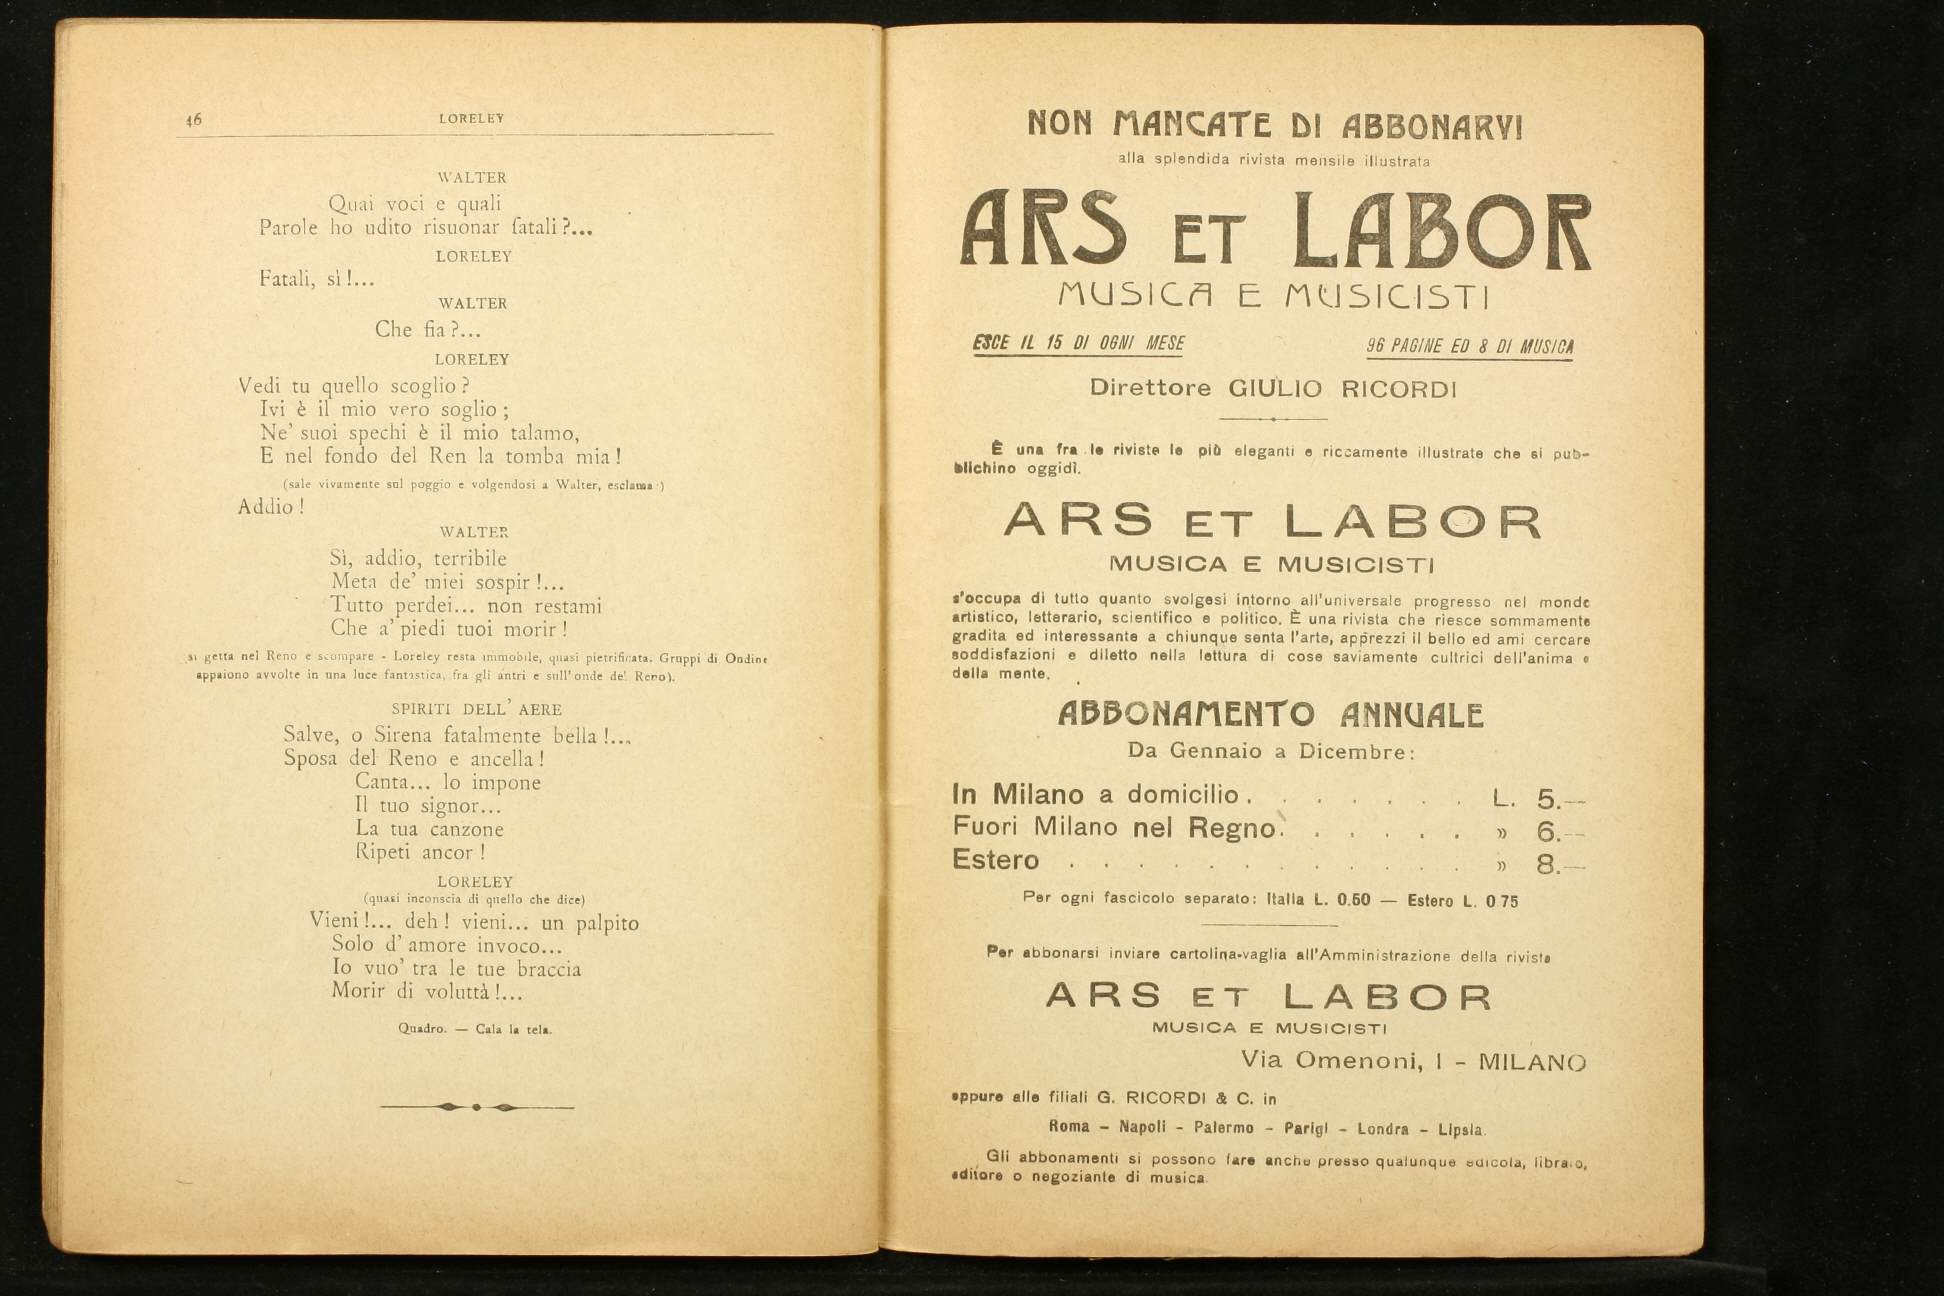 46 LORELEY
WALTER
Quai voci e quali
Parole ho udito risuonar fatali ?...
LORELEY
Fatali, sì !...
WALTER
Che fia ?...
LORELEY
Vedi tu quello scoglio ?
Ivi è il mio vero soglio ;
Ne' suoi spechi è il mio talamo,
E nel fondo del Ren la tomba mia !
(sale vivamente sul poggio e volgendosi a Walter, esclama :)
Addio !
WALTER
Sì, addio, terribile
Meta de' miei sospir !...
Tutto perdei... non restami
Che a' piedi tuoi morir !
si getta nel Reno e scompare - Loreley resta immobile, quasi pietrificata. Gruppi di Ondine
appaiono avvolte in una luce fantastica, fra gli antri e sull' onde del Reno).
SPIRITI DELL' AERE
Salve, o Sirena fatalmente bella !...
Sposa del Reno e ancella !
Canta... lo impone
Il tuo signor...
La tua canzone
Ripeti ancor !
LORELEY
(quasi inconscia di quello che dice)
Vieni !... deh ! vieni... un palpito
Solo d' amore invoco...
Io vuo' tra le tue braccia
Morir di voluttà !...
Quadro. — Cala la tela.
NON MANCATE DI ABBONARVI
alla splendida rivista mensile illustrata
ARS ET LABOR
MUSICA E MUSICISTI
ESCE IL 15 DI OGNI MESE 96 PAGINE ED 8 DI MUSICA
Direttore GIULIO RICORDI
È una fra le riviste le più eleganti e riccamente illustrate che si pub-
blichino oggidì.
ARS ET LABOR
MUSICA E MUSICISTI
s'occupa di tutto quanto svolgesi intorno all'universale progresso nel monde
artistico, letterario, scientifico e politico. È una rivista che riesce sommamente
gradita ed interessante a chiunque senta l'arte, apprezzi il bello ed ami cercare
soddisfazioni e diletto nella lettura di cose saviamente cultrici dell'anima e
della mente.
ABBONAMENTO ANNUALE
Da Gennaio a Dicembre:
In Milano a domicilio . . . . . . . L. 5.—
Fuori Milano nel Regno . . . . . . » 6.—
Estero . . . . . . . . . . . . » 8.—
Per ogni fascicolo separato: Italia L. 0.50 — Estero L. 0.75
Per abbonarsi inviare cartolina-vaglia all'Amministrazione della rivista
ARS ET LABOR
MUSICA E MUSICISTI
Via Omenoni, 1 - MILANO
oppure alle filiali G. RICORDI & C. in
Roma - Napoli - Palermo - Parigi - Londra - Lipsia.
Gli abbonamenti si possono fare anche presso qualunque edicola, libraio,
editore o negoziante di musica.